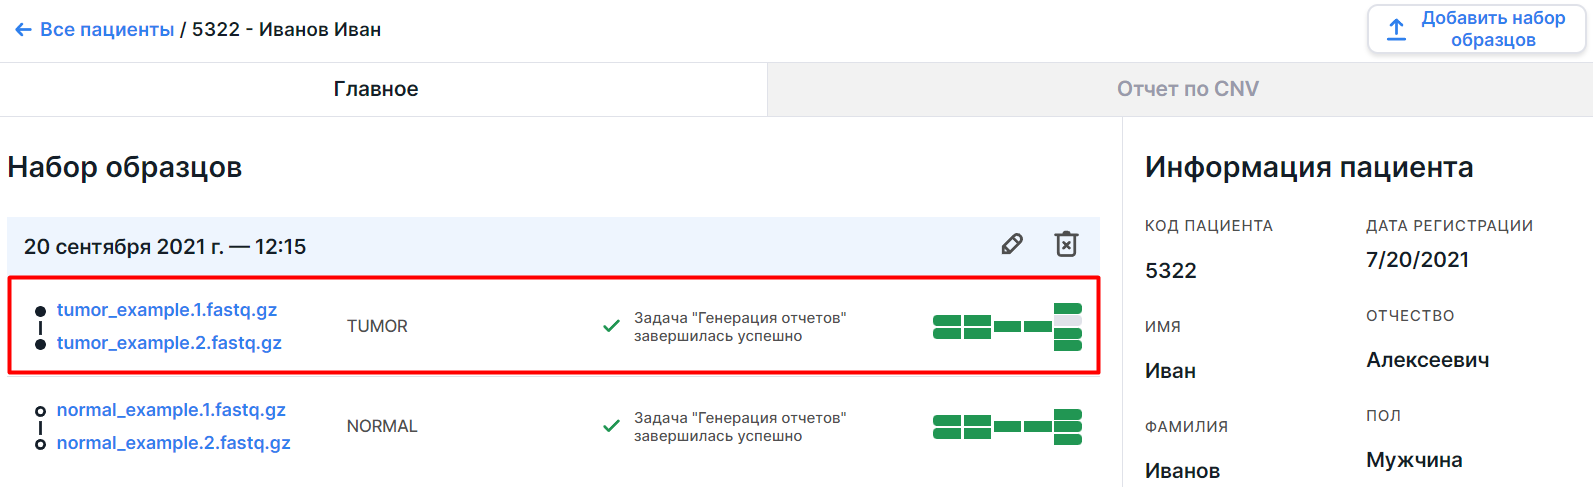 Все пациенты / 5322 - Иванов Иван
Добавить набор
образцов
Главное
Отчет по CNV
Набор образцов
20 сентября 2021 г. — 12:15
tumor_example.1.fastq.gz
tumor_example.2.fastq.gz
TUMOR
Задача "Генерация отчетов"
завершилась успешно
normal_example.1.fastq.gz
normal_example.2.fastq.gz
NORMAL
Задача "Генерация отчетов"
завершилась успешно
Информация пациента
КОД ПАЦИЕНТА
5322
ДАТА РЕГИСТРАЦИИ
7/20/2021
ИМЯ
Иван
ОТЧЕСТВО
Алексеевич
ФАМИЛИЯ
Иванов
ПОЛ
Мужчина